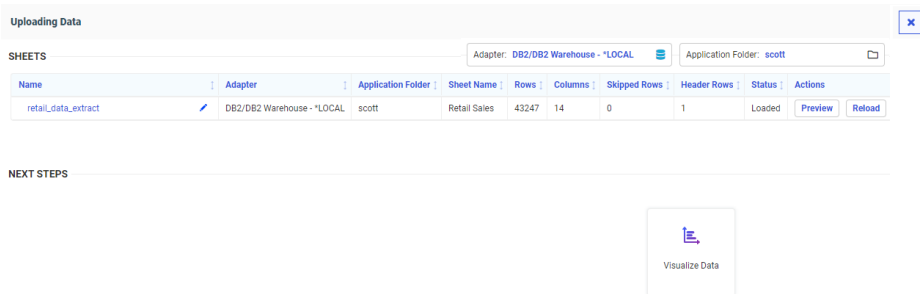 Uploading Data
SHEETS
Adapter: DB2/DB2 Warehouse - *LOCAL
Application Folder: scott
Name Adapter Application Folder Sheet Name Rows Columns Skipped Rows Header Rows Status Actions
retail_data_extract DB2/DB2 Warehouse - *LOCAL scott Retail Sales 43247 14 0 1 Loaded Preview Reload
NEXT STEPS
Visualize Data